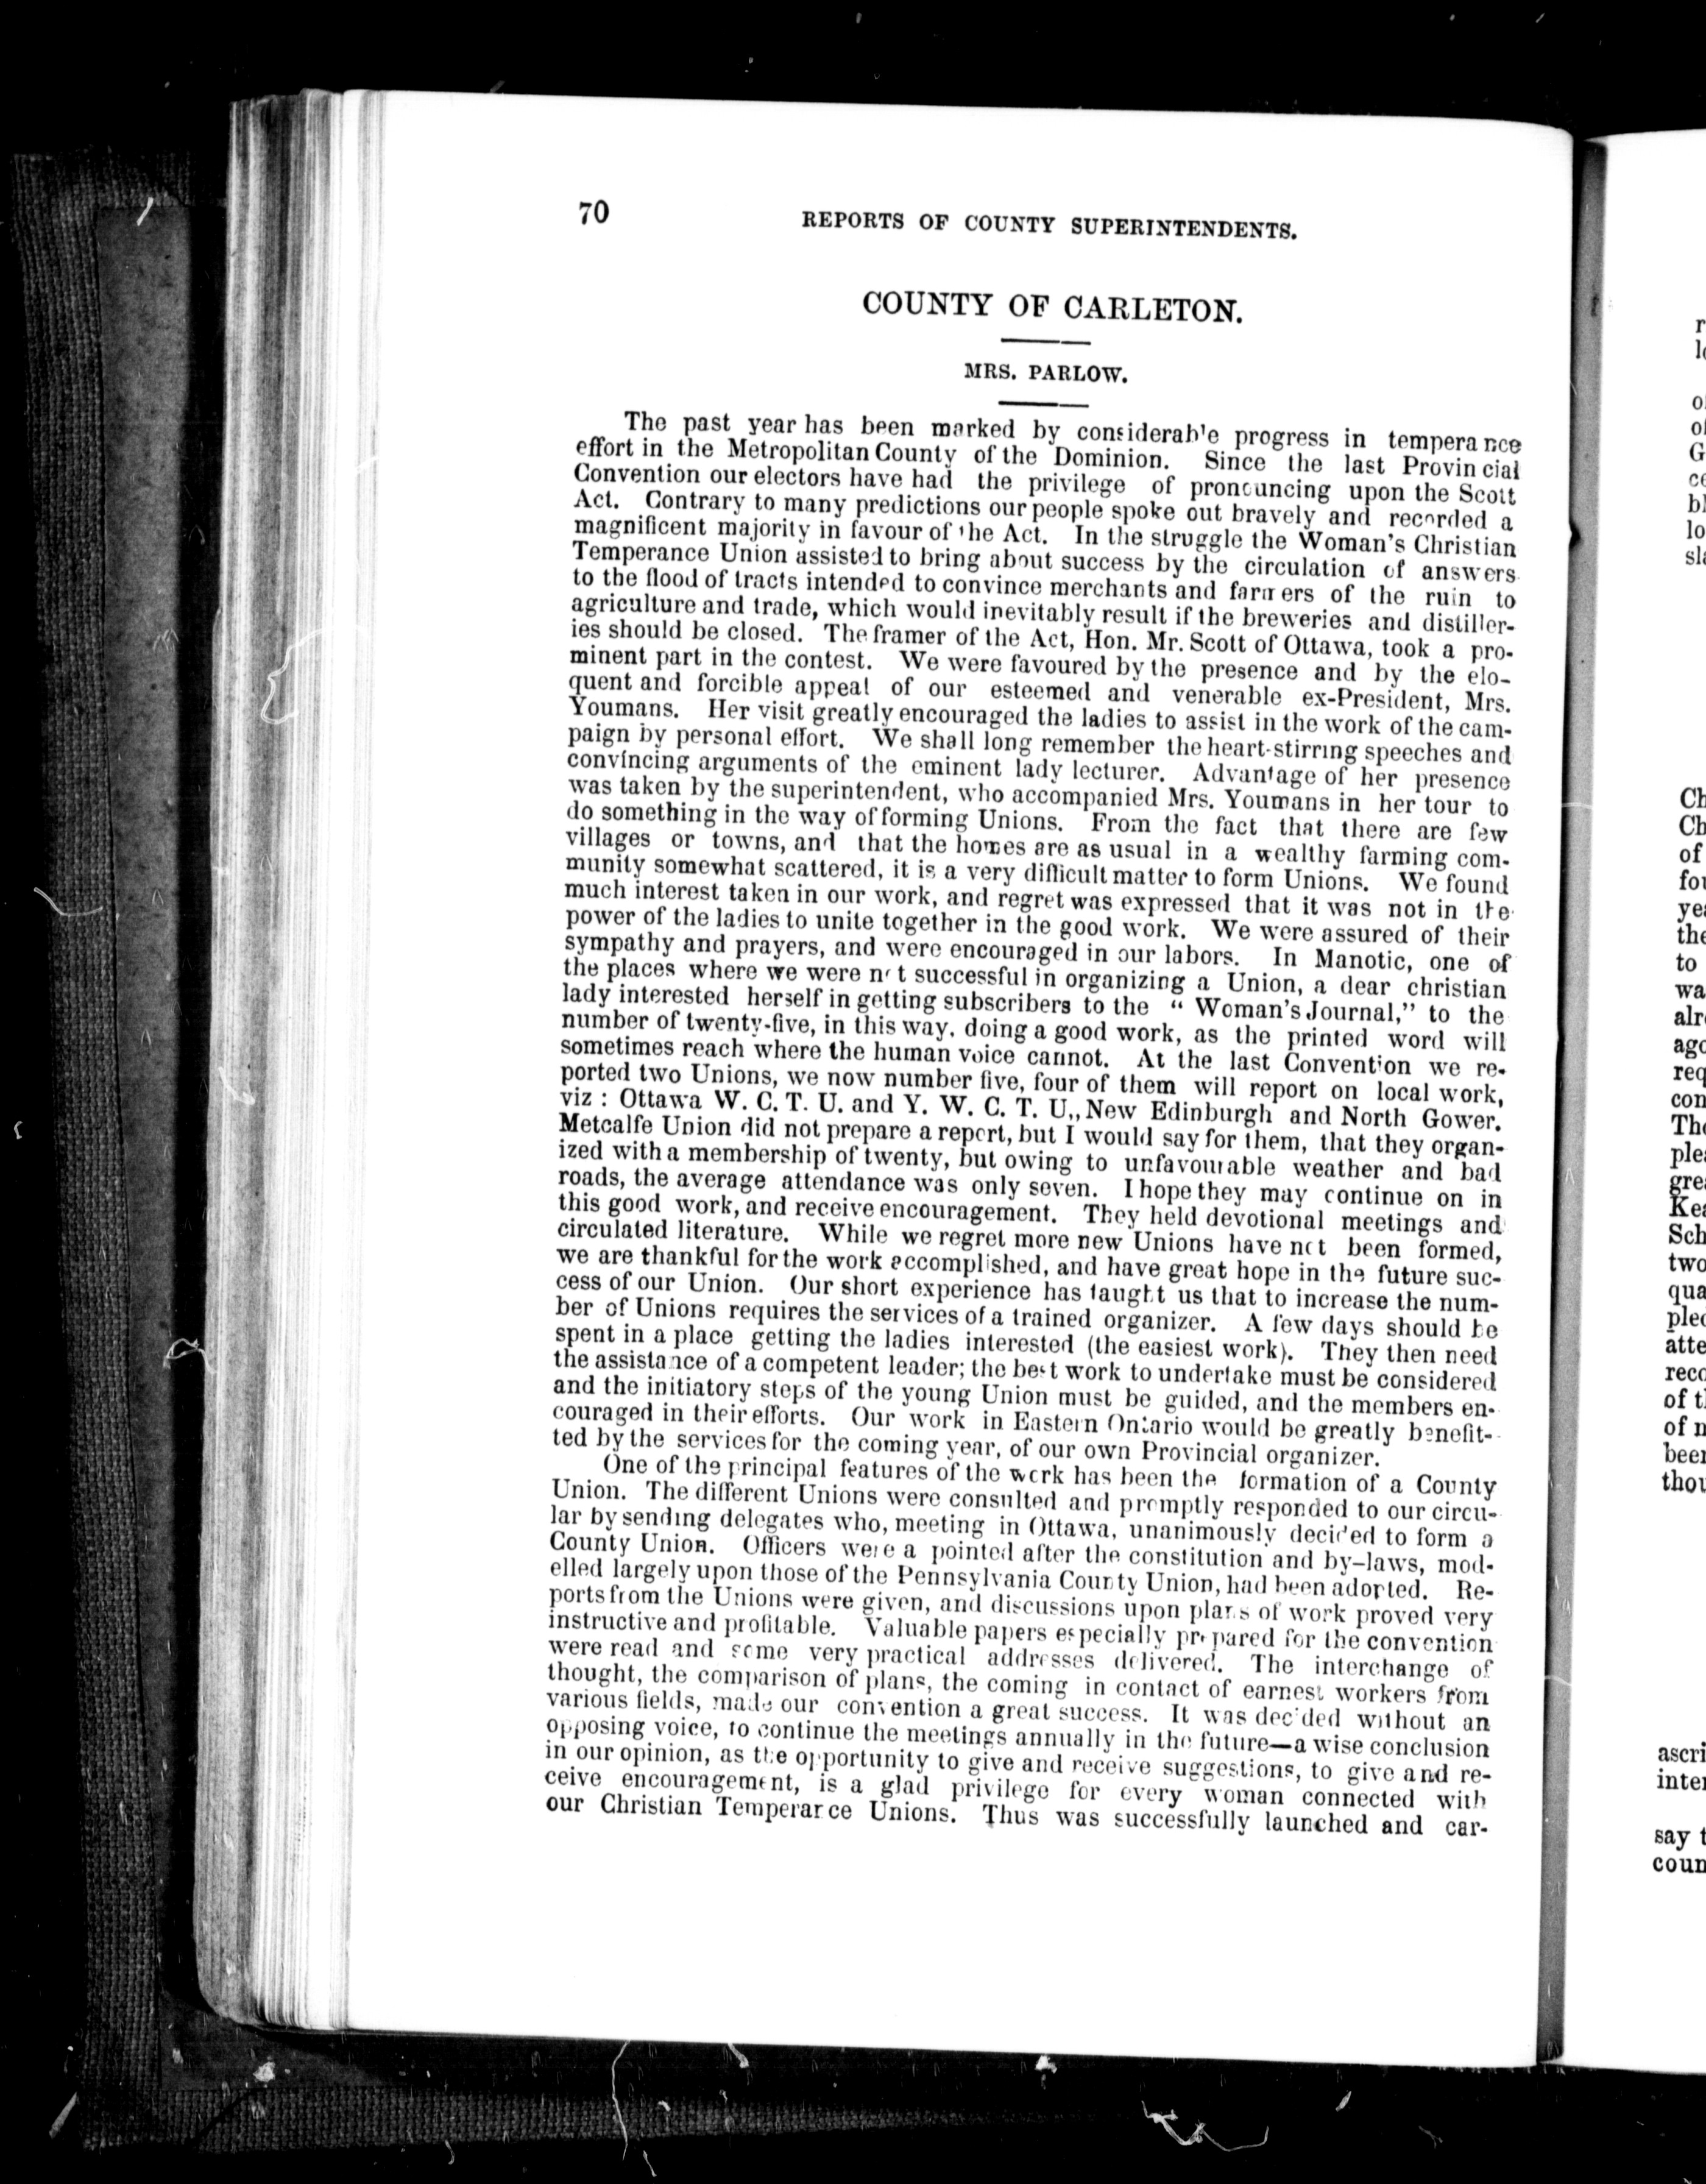 70
REPORTS OF COUNTY SUPERINTENDENTS.
COUNTY OF CARLETON.
MRS. PARLOW.
The past year has been marked by considerable progress in temperance
effort in the Metropolitan County of the Dominion. Since the last Provincial
Convention our electors have had the privilege of pronouncing upon the Scott
Act. Contrary to many predictions our people spoke out bravely and recorded a
magnificent majority in favour of the Act. In the struggle the Woman's Christian
Temperance Union assisted to bring about success by the circulation of answers
to the flood of tracts intended to convince merchants and farmers of the ruin to
agriculture and trade, which would inevitably result if the breweries and distiller-
ies should be closed. The framer of the Act, Hon. Mr. Scott of Ottawa, took a pro-
minent part in the contest. We were favoured by the presence and by the elo-
quent and forcible appeal of our esteemed and venerable ex-President, Mrs.
Youmans. Her visit greatly encouraged the ladies to assist in the work of the cam-
paign by personal effort. We shall long remember the heart-stirring speeches and
convincing arguments of the eminent lady lecturer. Advantage of her presence
was taken by the superintendent, who accompanied Mrs. Youmans in her tour to
do something in the way of forming Unions. From the fact that there are few
villages or towns, and that the homes are as usual in a wealthy farming com-
munity somewhat scattered, it is a very difficult matter to form Unions. We found
much interest taken in our work, and regret was expressed that it was not in the
power of the ladies to unite together in the good work. We were assured of their
sympathy and prayers, and were encouraged in our labors. In Manotic, one of
the places where we were not successful in organizing a Union, a dear christian
lady interested herself in getting subscribers to the " Woman's Journal," to the
number of twenty-five, in this way, doing a good work, as the printed word will
sometimes reach where the human voice cannot. At the last Convention we re-
ported two Unions, we now number five, four of them will report on local work,
viz : Ottawa W. C. T. U. and Y. W. C. T. U., New Edinburgh and North Gower.
Metcalfe Union did not prepare a report, but I would say for them, that they organ-
ized with a membership of twenty, but owing to unfavourable weather and bad
roads, the average attendance was only seven. I hope they may continue on in
this good work, and receive encouragement. They held devotional meetings and
circulated literature. While we regret more new Unions have not been formed,
we are thankful for the work accomplished, and have great hope in the future suc-
cess of our Union. Our short experience has taught us that to increase the num-
ber of Unions requires the services of a trained organizer. A few days should be
spent in a place getting the ladies interested (the easiest work). They then need
the assistance of a competent leader; the best work to undertake must be considered
and the initiatory steps of the young Union must be guided, and the members en-
couraged in their efforts. Our work in Eastern Ontario would be greatly benefit-
ted by the services for the coming year, of our own Provincial organizer.
One of the principal features of the work has been the formation of a County
Union. The different Unions were consulted and promptly responded to our circu-
lar by sending delegates who, meeting in Ottawa, unanimously decided to form a
County Union. Officers were a pointed after the constitution and by-laws, mod-
elled largely upon those of the Pennsylvania County Union, had been adopted. Re-
ports from the Unions were given, and discussions upon plans of work proved very
instructive and profitable. Valuable papers especially prepared for the convention
were read and some very practical addresses delivered. The interchange of
thought, the comparison of plans, the coming in contact of earnest workers from
various fields, made our convention a great success. It was decided without an
opposing voice, to continue the meetings annually in the future—a wise conclusion
in our opinion, as the opportunity to give and receive suggestions, to give and re-
ceive encouragement, is a glad privilege for every woman connected with
our Christian Temperance Unions. Thus was successfully launched and car-